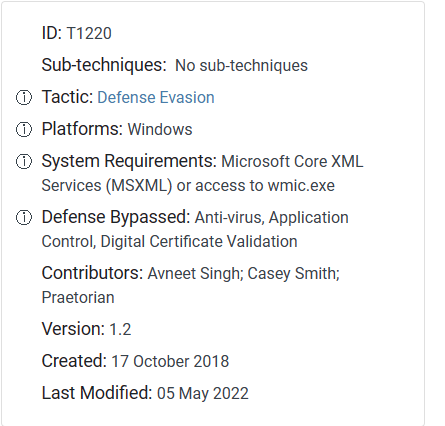 ID: T1220
Sub-techniques: No sub-techniques
Tactic: Defense Evasion
Platforms: Windows
System Requirements: Microsoft Core XML
Services (MSXML) or access to wmic.exe
Defense Bypassed: Anti-virus, Application
Control, Digital Certificate Validation
Contributors: Avneet Singh; Casey Smith;
Praetorian
Version: 1.2
Created: 17 October 2018
Last Modified: 05 May 2022